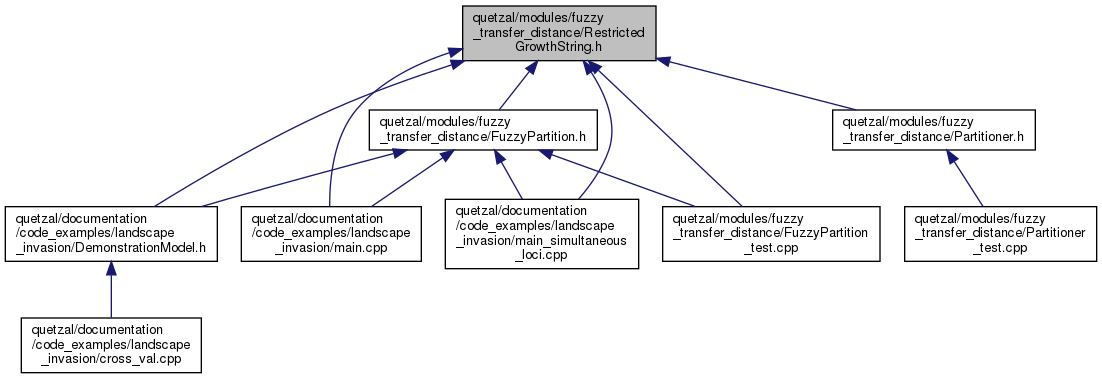 quetzal/modules/fuzzy
_transfer_distance/Restricted
GrowthString.h
quetzal/modules/fuzzy
_transfer_distance/FuzzyPartition.h
quetzal/modules/fuzzy
_transfer_distance/Partitioner.h
quetzal/documentation
/code_examples/landscape
_invasion/DemonstrationModel.h
quetzal/documentation
/code_examples/landscape
_invasion/main.cpp
quetzal/documentation
/code_examples/landscape
_invasion/main_simultaneous
_loci.cpp
quetzal/modules/fuzzy
_transfer_distance/FuzzyPartition
_test.cpp
quetzal/modules/fuzzy
_transfer_distance/Partitioner
_test.cpp
quetzal/documentation
/code_examples/landscape
_invasion/cross_val.cpp